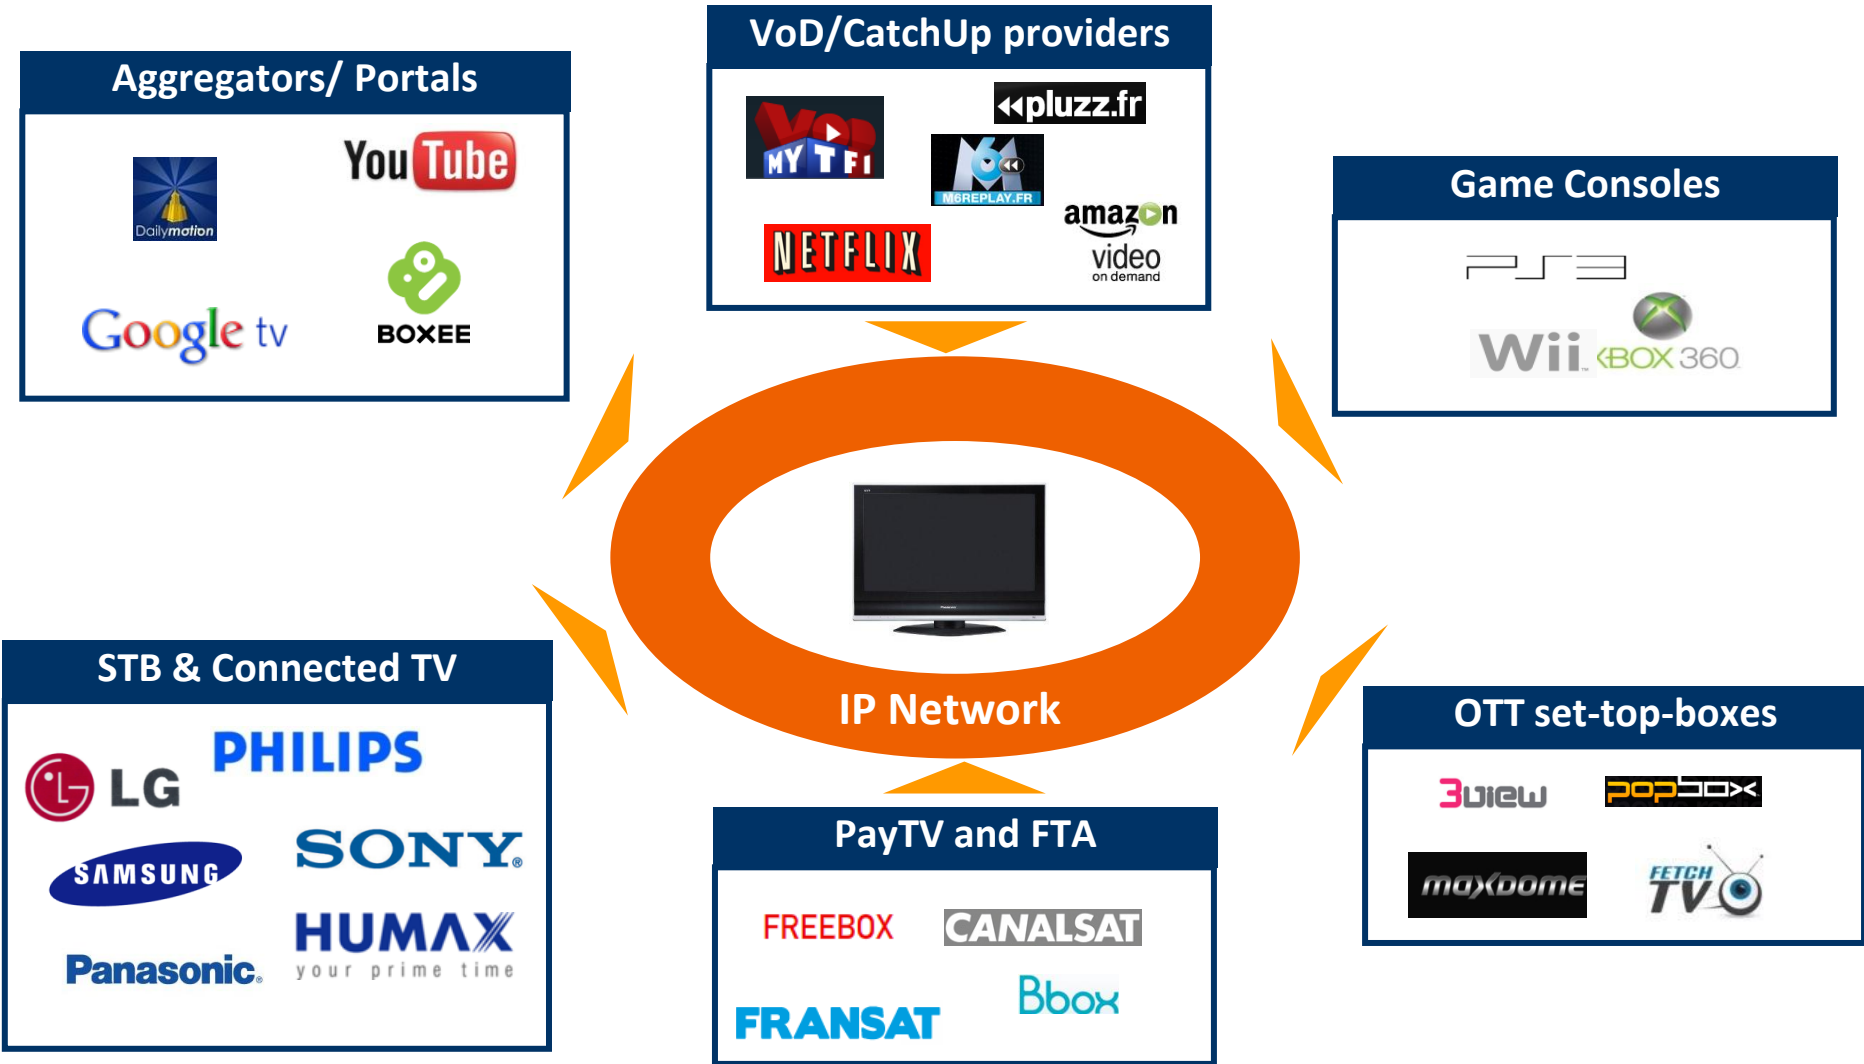 VoD/CatchUp providers
Aggregators/ Portals
pluzz.fr
VOD
MY TF1
M6
M6REPLAY.FR
You Tube
Dailymotion
Game Consoles
amazon
video
on demand
NETFLIX
PS3
Google tv
BOXEE
Wii
XBOX 360
IP Network
STB & Connected TV
OTT set-top-boxes
LG
PHILIPS
3view
popbox
PayTV and FTA
SAMSUNG
SONY
maxdome
FETCH
TV
FREEBOX
CANALSAT
HUMAX
your prime time
Panasonic
Bbox
FRANSAT